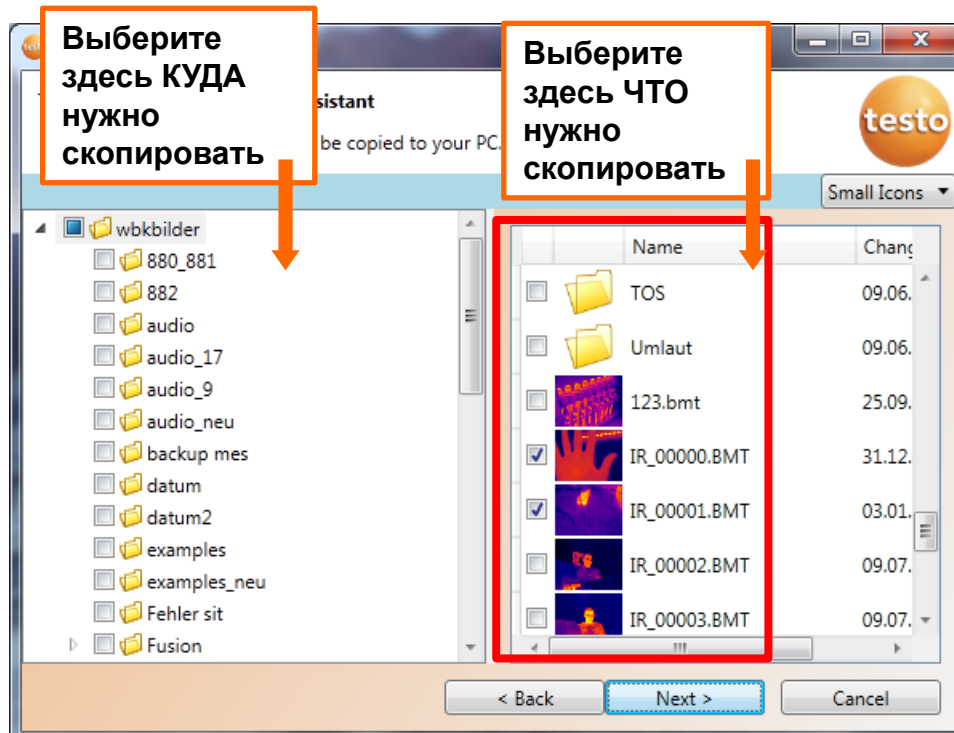 Выберите
здесь КУДА
нужно
скопировать
Выберите
здесь ЧТО
нужно
скопировать
sistant
be copied to your PC.
testo
Small Icons
wbkbilder
880_881
882
audio
audio_17
audio_9
audio_neu
backup mes
datum
datum2
examples
examples_neu
Fehler sit
Fusion
Name Chang
TOS 09.06.
Umlaut 09.06.
123.bmt 25.09.
IR_00000.BMT 31.12.
IR_00001.BMT 03.01.
IR_00002.BMT 09.07.
IR_00003.BMT 09.07.
< Back Next > Cancel